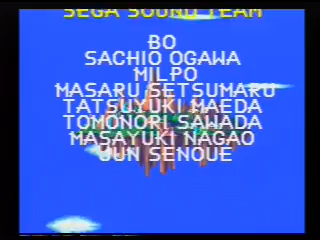 SEGA SOUND TEAM
BO
SACHIO OGAWA
MILPO
MASARU SETSUMARU
TATSUYUKI MAEDA
TOMONORI SAWADA
MASAYUKI NAGAO
JUN SENOUE